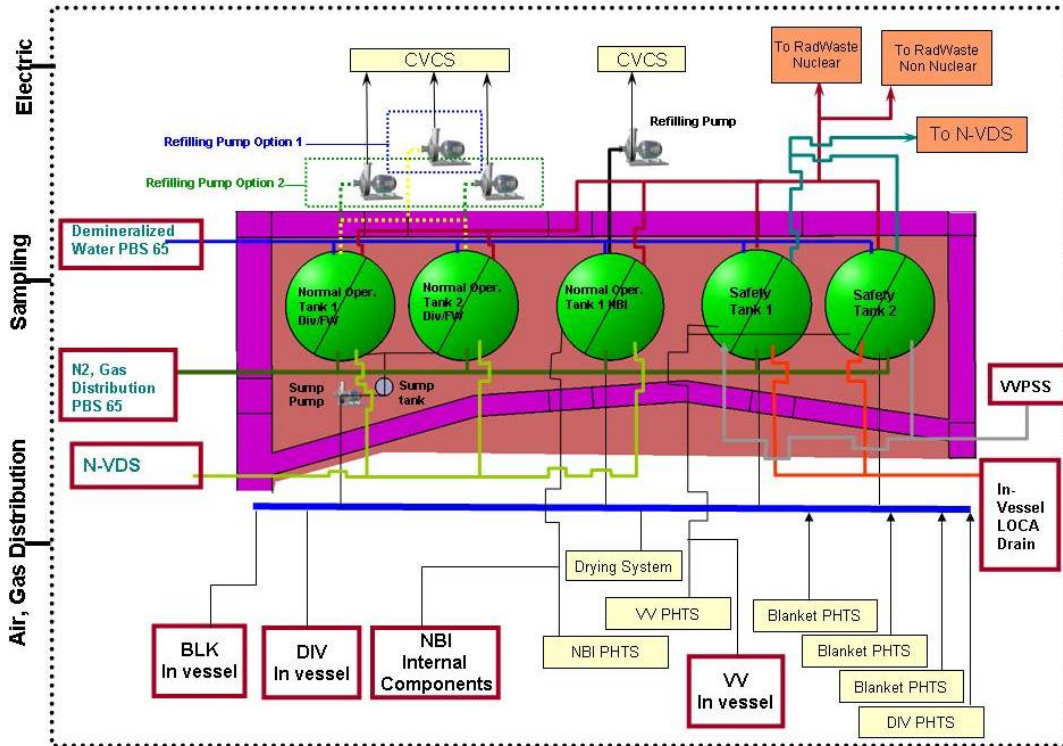 Electric
Sampling
Air, Gas Distribution
CVCS
CVCS
To RadWaste
Nuclear
To RadWaste
Non Nuclear
To N-VDS
Refilling Pump Option 1
Refilling Pump Option 2
Refilling Pump
Demineralized
Water PBS 65
Normal Oper.
Tank 1
Div/FW
Normal Oper.
Tank 2
Div/FW
Normal Oper.
Tank 1 NBI
Safety
Tank 1
Safety
Tank 2
N2, Gas
Distribution
PBS 65
Sump
Pump
Sump
tank
VVPSS
N-VDS
In-
Vessel
LOCA
Drain
Drying System
VV PHTS
NBI PHTS
Blanket PHTS
Blanket PHTS
Blanket PHTS
DIV PHTS
BLK
In vessel
DIV
In vessel
NBI
Internal
Components
VV
In vessel